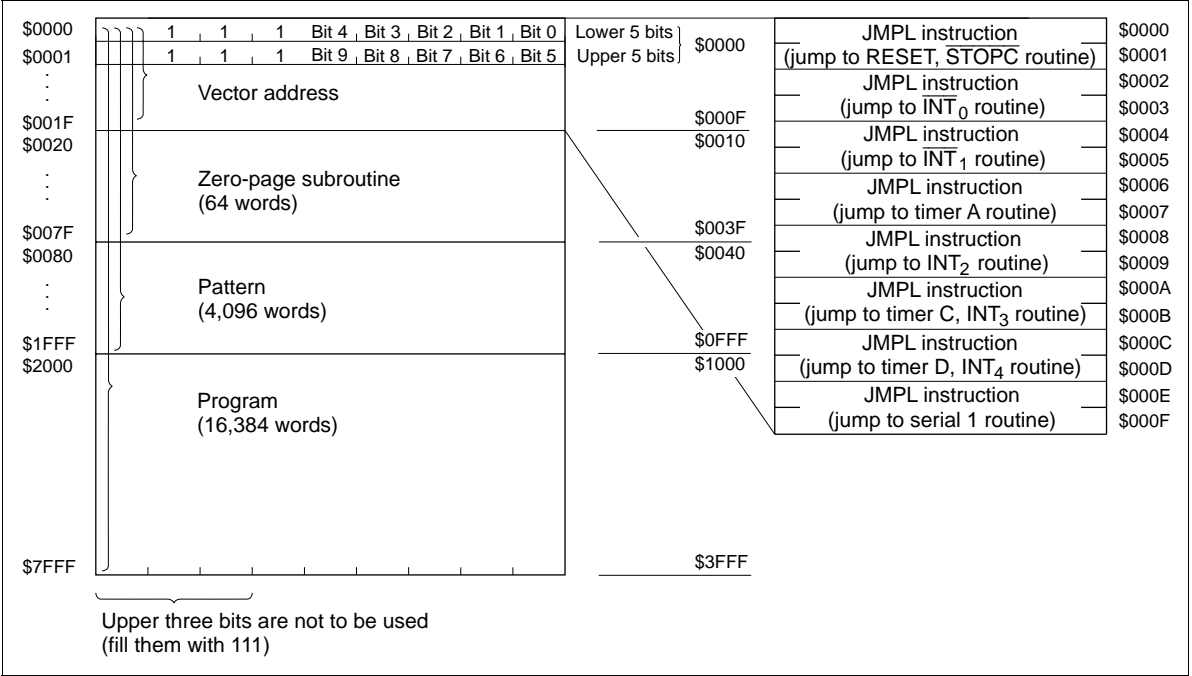 $0000 1 1 1 Bit 4 Bit 3 Bit 2 Bit 1 Bit 0 Lower 5 bits
$0001 1 1 1 Bit 9 Bit 8 Bit 7 Bit 6 Bit 5 Upper 5 bits
$0000
Vector address
$001F
$000F
$0020
$0010
Zero-page subroutine
(64 words)
$007F
$003F
$0080
$0040
Pattern
(4,096 words)
$1FFF
$0FFF
$2000
$1000
Program
(16,384 words)
$7FFF
$3FFF
Upper three bits are not to be used
(fill them with 111)
JMPL instruction $0000
(jump to RESET, STOPC routine) $0001
JMPL instruction $0002
(jump to INT0 routine) $0003
JMPL instruction $0004
(jump to INT1 routine) $0005
JMPL instruction $0006
(jump to timer A routine) $0007
JMPL instruction $0008
(jump to INT2 routine) $0009
JMPL instruction $000A
(jump to timer C, INT3 routine) $000B
JMPL instruction $000C
(jump to timer D, INT4 routine) $000D
JMPL instruction $000E
(jump to serial 1 routine) $000F